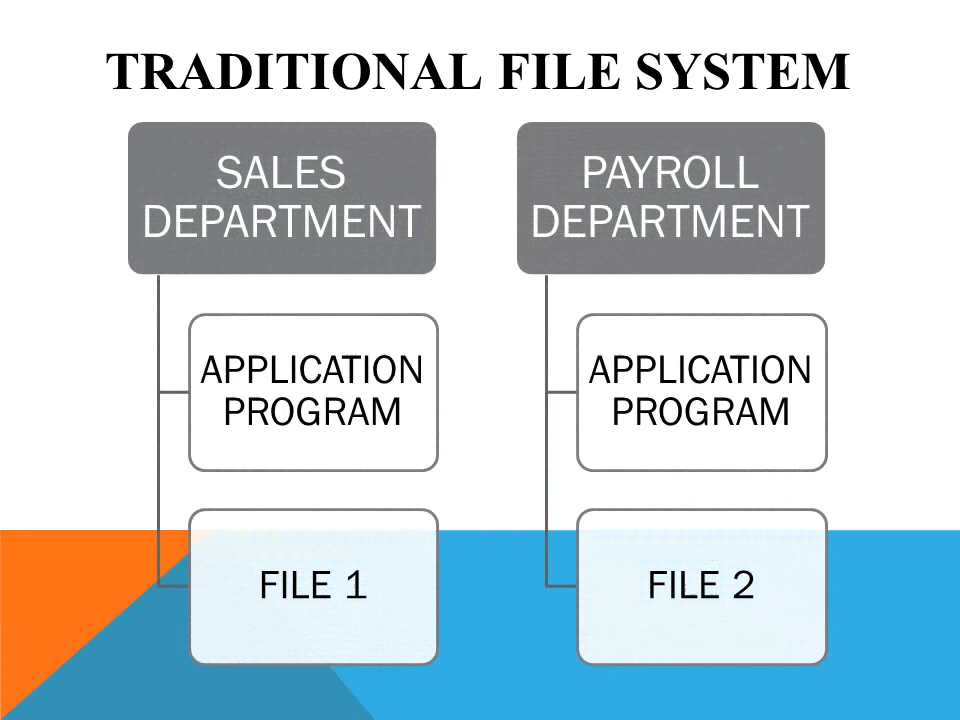 TRADITIONAL FILE SYSTEM
SALES
DEPARTMENT
APPLICATION
PROGRAM
FILE 1
PAYROLL
DEPARTMENT
APPLICATION
PROGRAM
FILE 2